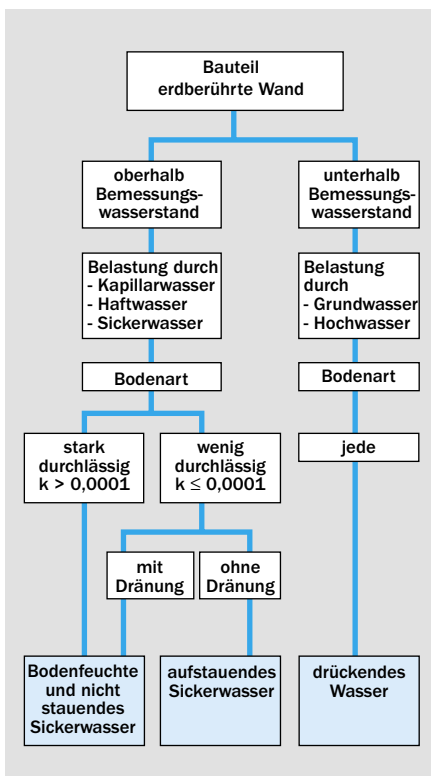 Bauteil
erdberührte Wand
oberhalb
Bemessungs-
wasserstand
unterhalb
Bemessungs-
wasserstand
Belastung durch
- Kapillarwasser
- Haftwasser
- Sickerwasser
Belastung
durch
- Grundwasser
- Hochwasser
Bodenart
Bodenart
stark
durchlässig
k > 0,0001
wenig
durchlässig
k ≤ 0,0001
jede
mit
Dränung
ohne
Dränung
Bodenfeuchte
und nicht
stauendes
Sickerwasser
aufstauendes
Sickerwasser
drückendes
Wasser